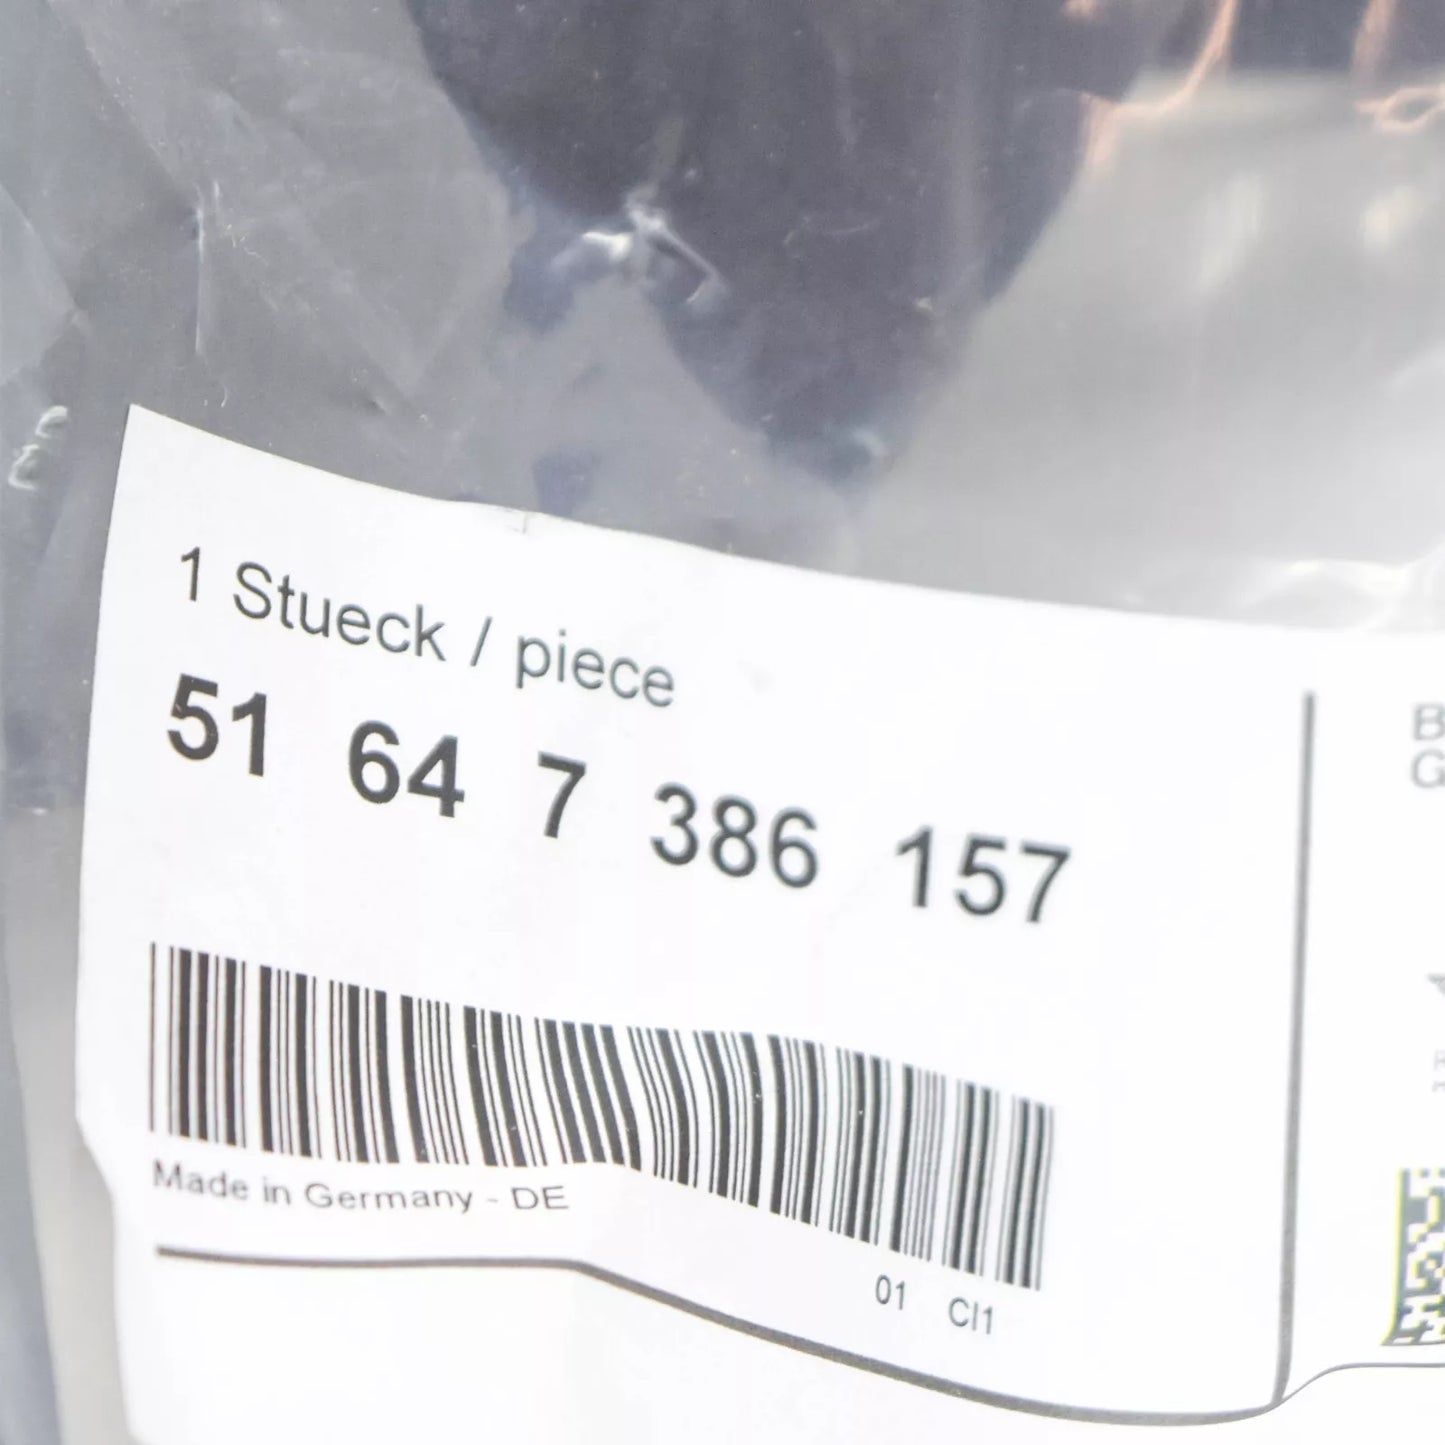 1 Stueck / piece
51 64 7 386 157
Made in Germany - DE
01 CI1
B
G